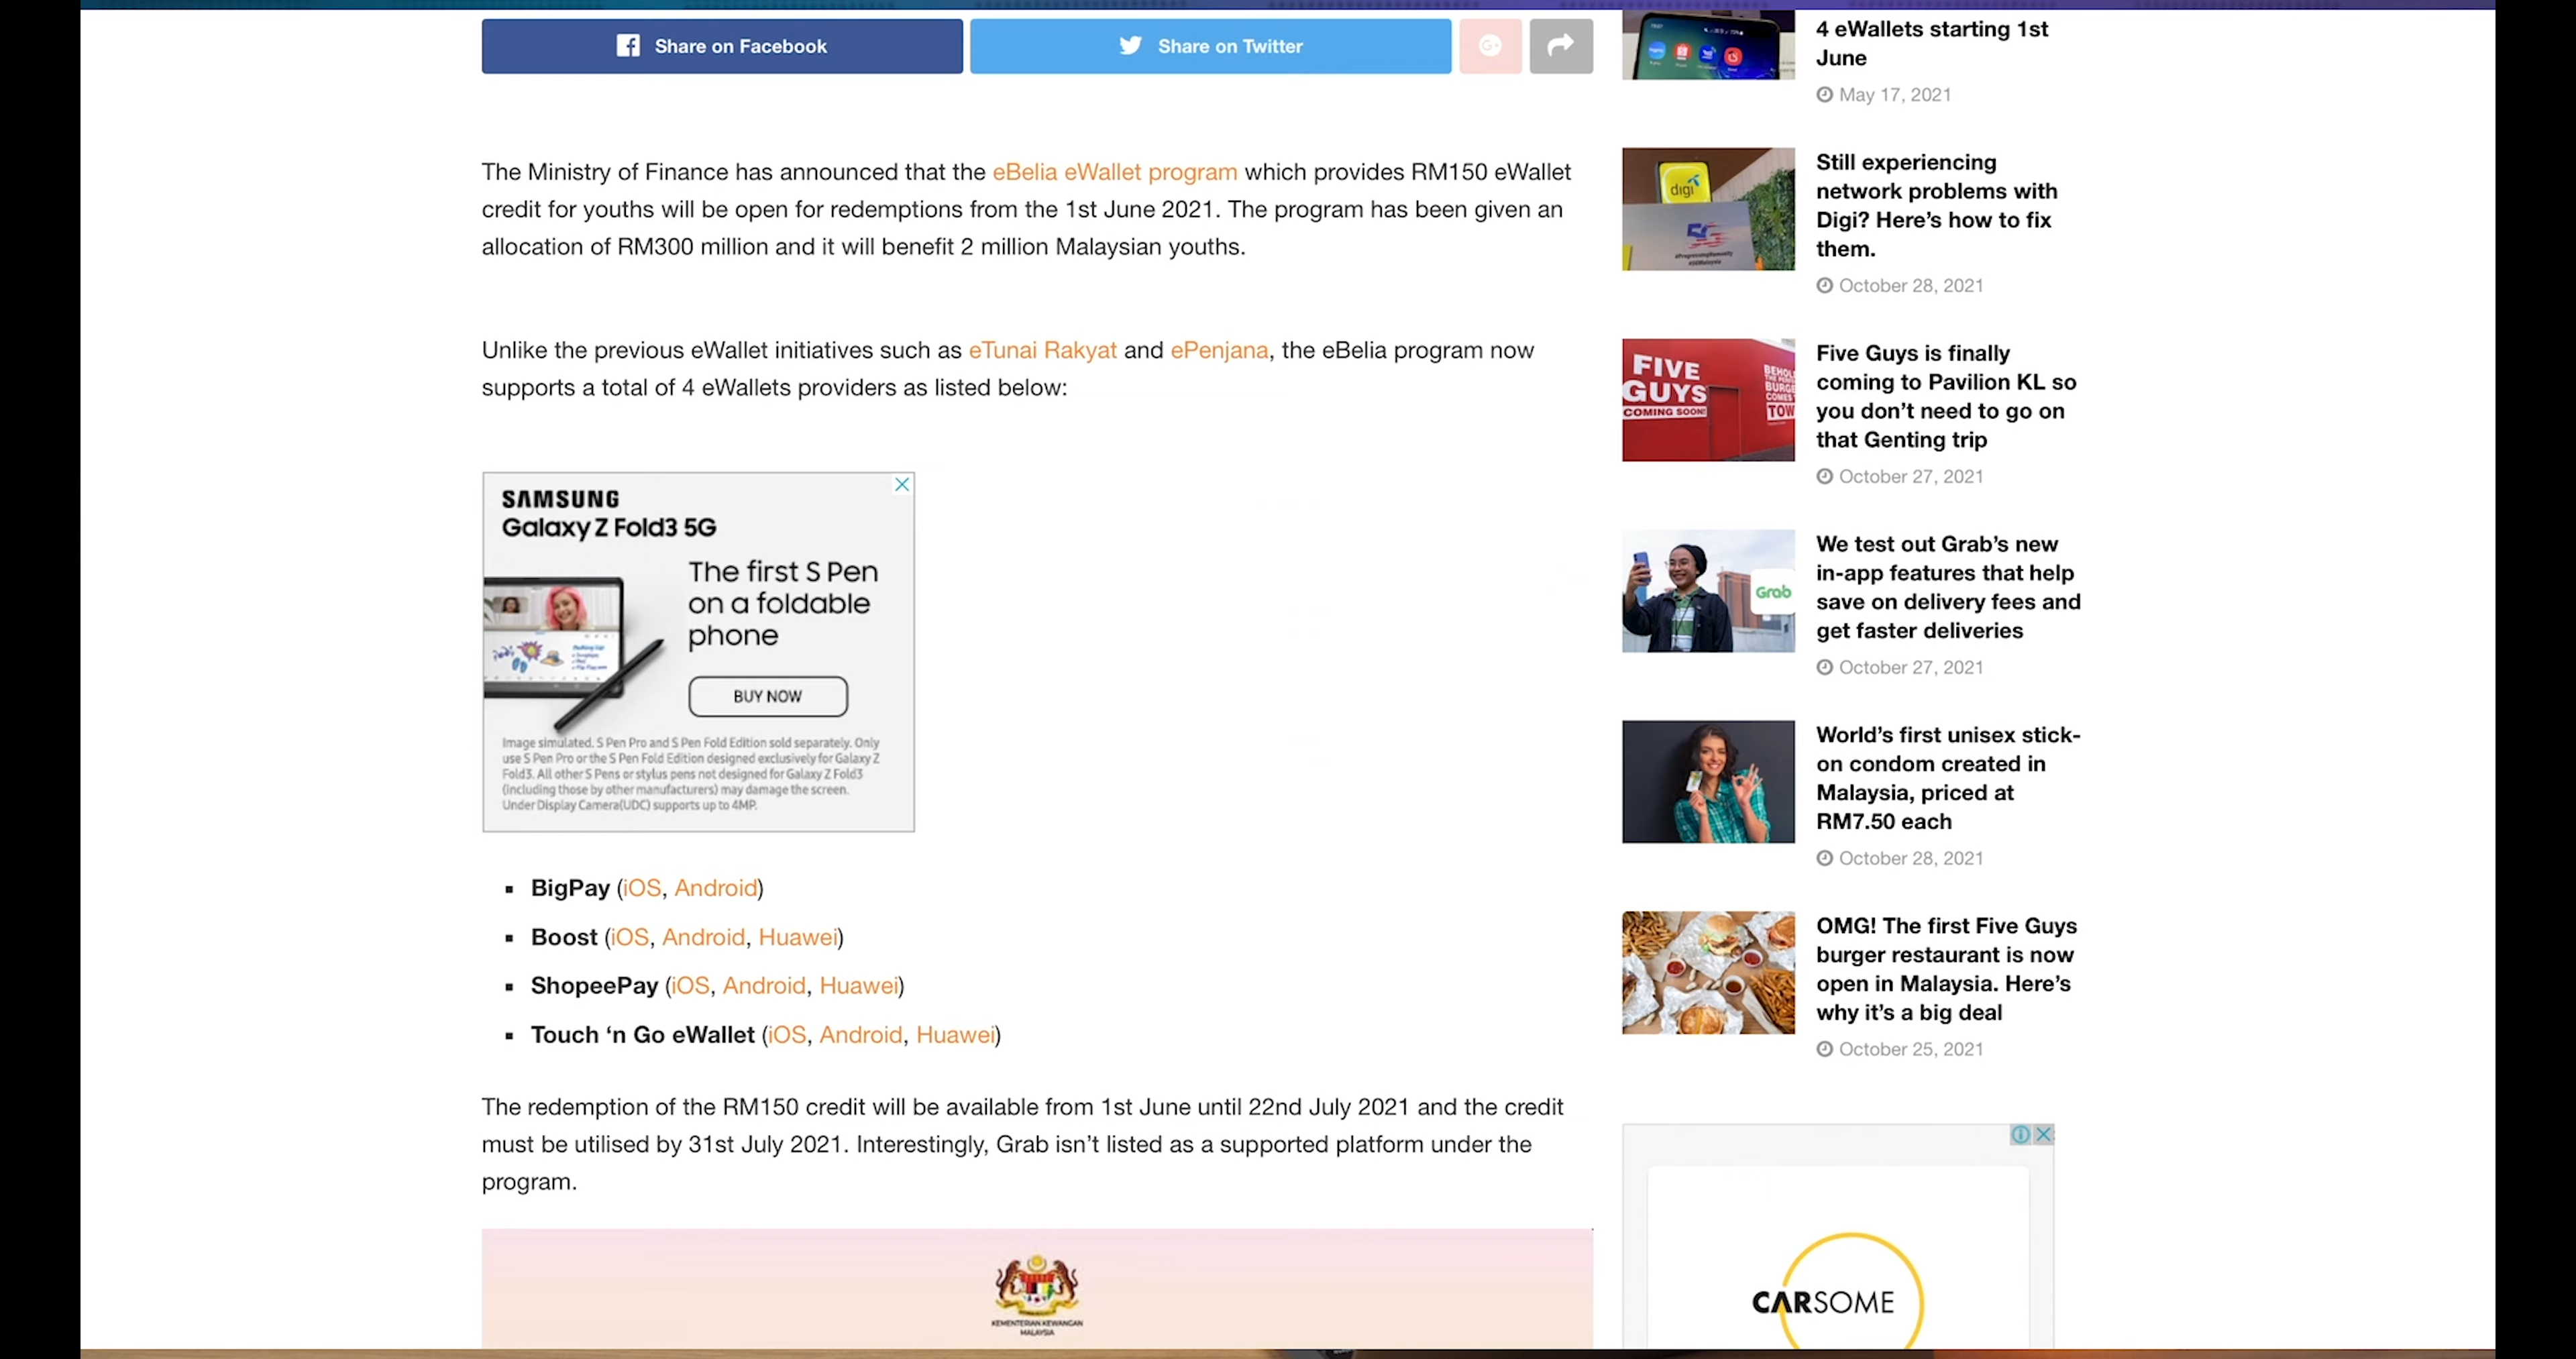 Share on Facebook
Share on Twitter
The Ministry of Finance has announced that the eBelia eWallet program which provides RM150 eWallet
credit for youths will be open for redemptions from the 1st June 2021. The program has been given an
allocation of RM300 million and it will benefit 2 million Malaysian youths.
Unlike the previous eWallet initiatives such as eTunai Rakyat and ePenjana, the eBelia program now
supports a total of 4 eWallets providers as listed below:
SAMSUNG
Galaxy Z Fold3 5G
The first S Pen
on a foldable
phone
BUY NOW
Image simulated. S Pen Pro and S Pen Fold Edition sold separately. Only
use S Pen Pro or the S Pen Fold Edition designed exclusively for Galaxy Z
Fold3. All other S Pens or stylus pens not designed for Galaxy Z Fold3
(including those by other manufacturers) may damage the screen.
Under Display Camera(UDC) supports up to 4MP.
▪ BigPay (iOS, Android)
▪ Boost (iOS, Android, Huawei)
▪ ShopeePay (iOS, Android, Huawei)
▪ Touch ‘n Go eWallet (iOS, Android, Huawei)
The redemption of the RM150 credit will be available from 1st June until 22nd July 2021 and the credit
must be utilised by 31st July 2021. Interestingly, Grab isn’t listed as a supported platform under the
program.
KEMENTERIAN KEWANGAN
MALAYSIA
4 eWallets starting 1st
June
May 17, 2021
digi
Still experiencing
network problems with
Digi? Here’s how to fix
them.
October 28, 2021
FIVE
GUYS
COMING SOON!
Five Guys is finally
coming to Pavilion KL so
you don’t need to go on
that Genting trip
October 27, 2021
Grab
We test out Grab’s new
in-app features that help
save on delivery fees and
get faster deliveries
October 27, 2021
World’s first unisex stick-
on condom created in
Malaysia, priced at
RM7.50 each
October 28, 2021
OMG! The first Five Guys
burger restaurant is now
open in Malaysia. Here’s
why it’s a big deal
October 25, 2021
CARSOME